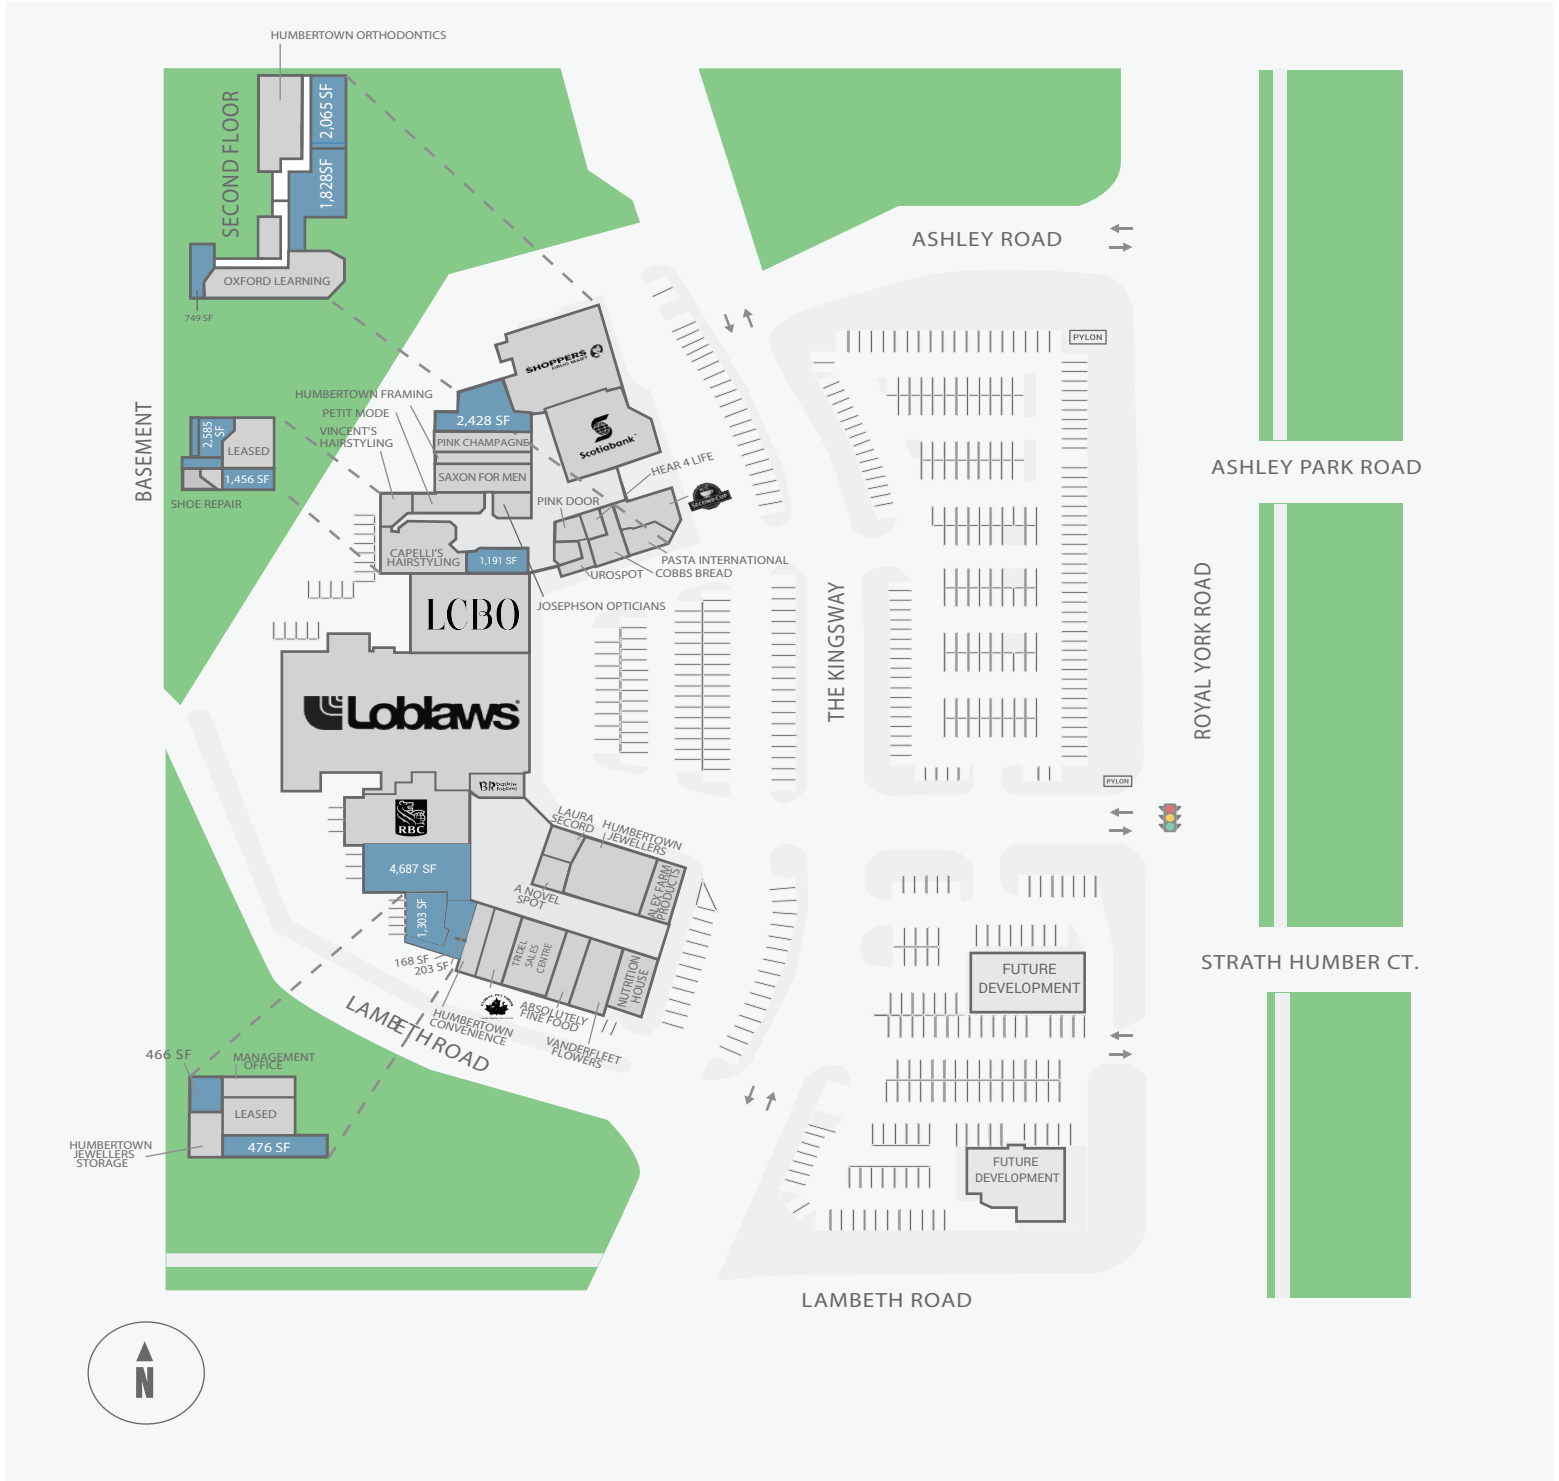 HUMBERTOWN ORTHODONTICS
SECOND FLOOR
2,065 SF
1,828SF
OXFORD LEARNING
749 SF
ASHLEY ROAD
PYLON
SHOPPERS
DRUG MART
Scotiabank
HUMBERTOWN FRAMING
PETIT MODE
VINCENT'S
HAIRSTYLING
2,428 SF
PINK CHAMPAGNE
SAXON FOR MEN
BASEMENT
2,585
SF
LEASED
1,456 SF
SHOE REPAIR
HEAR 4 LIFE
SECOND CUP
PINK DOOR
CAPELLI'S
HAIRSTYLING
1,191 SF
PASTA INTERNATIONAL
COBBS BREAD
UROSPOT
JOSEPHSON OPTICIANS
LCBO
ASHLEY PARK ROAD
THE KINGSWAY
ROYAL YORK ROAD
Loblaws
BR baskin robbins
PYLON
RBC
LAURA
SECORD
HUMBERTOWN
JEWELLERS
ALEX FARM
PRODUCTS
A NOVEL
SPOT
4,687 SF
1,303 SF
168 SF
203 SF
TRIDEL
SALES
CENTRE
NUTRITION
HOUSE
HUMBERTOWN
CONVENIENCE
ABSOLUTELY
FINE FOOD
VANDERFLEET
FLOWERS
LAMBETH ROAD
FUTURE
DEVELOPMENT
STRATH HUMBER CT.
466 SF
MANAGEMENT
OFFICE
LEASED
476 SF
HUMBERTOWN
JEWELLERS
STORAGE
FUTURE
DEVELOPMENT
LAMBETH ROAD
N